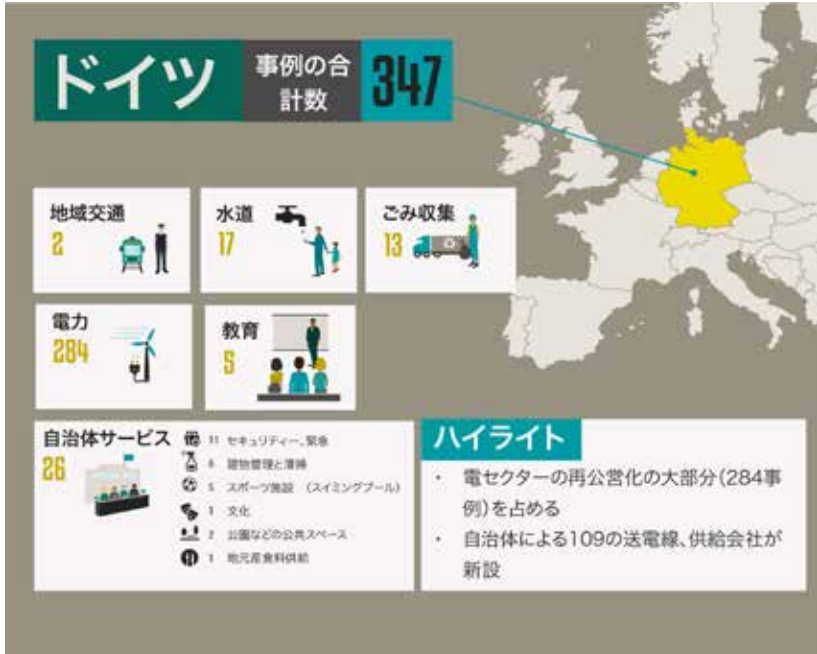 ドイツ
事例の合
計数
347
地域交通
2
水道
17
ごみ収集
13
電力
284
教育
5
自治体サービス
26
11 セキュリティー、緊急
6 建物管理と清掃
5 スポーツ施設 (スイミングプール)
1 文化
2 公園などの公共スペース
1 地元産食料供給
ハイライト
・ 電セクターの再公営化の大部分(284事
例)を占める
・ 自治体による109の送電線、供給会社が
新設